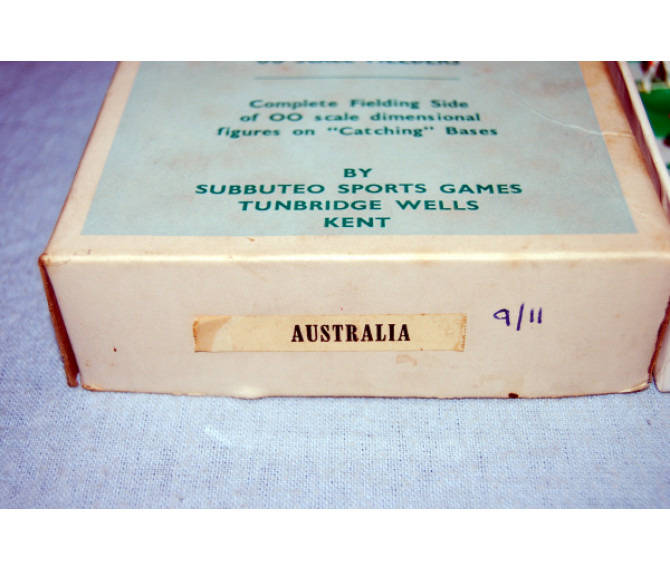 Complete Fielding Side
of OO scale dimensional
figures on "Catching" Bases
BY
SUBBUTEO SPORTS GAMES
TUNBRIDGE WELLS
KENT
AUSTRALIA
9/11